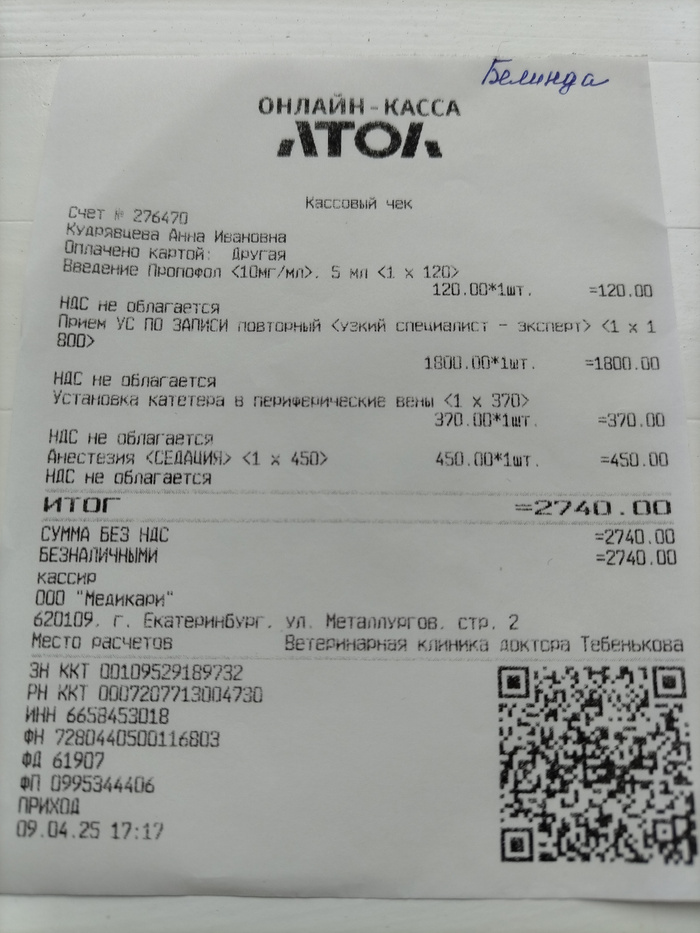 Белинда
ОНЛАЙН-КАССА
АТОЛ
Кассовый чек
Счет № 276470
Кудрявцева Анна Ивановна
Оплачено картой: Другая
Введение Пропофол <10мг/мл>, 5 мл <1 x 120>
120.00*1шт. =120.00
НДС не облагается
Прием УС ПО ЗАПИСИ повторный <узкий специалист - эксперт> <1 x 1
800>
1800.00*1шт. =1800.00
НДС не облагается
Установка катетера в периферические вены <1 x 370>
370.00*1шт. =370.00
НДС не облагается
Анестезия <СЕДАЦИЯ> <1 x 450> 450.00*1шт. =450.00
НДС не облагается
ИТОГ =2740.00
СУММА БЕЗ НДС =2740.00
БЕЗНАЛИЧНЫМИ =2740.00
кассир
ООО "Медикари"
620109, г. Екатеринбург, ул. Металлургов, стр. 2
Место расчетов Ветеринарная клиника доктора Тебенькова
ЗН ККТ 00109529189732
РН ККТ 0007207713004730
ИНН 6658453018
ФН 7280440500116803
ФД 61907
ФП 0995344406
ПРИХОД
09.04.25 17:17